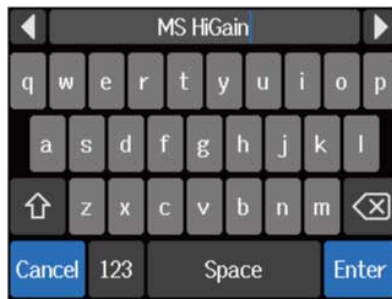 MS HiGain
q w e r t y u i o p
a s d f g h j k l
z x c v b n m
Cancel 123 Space Enter